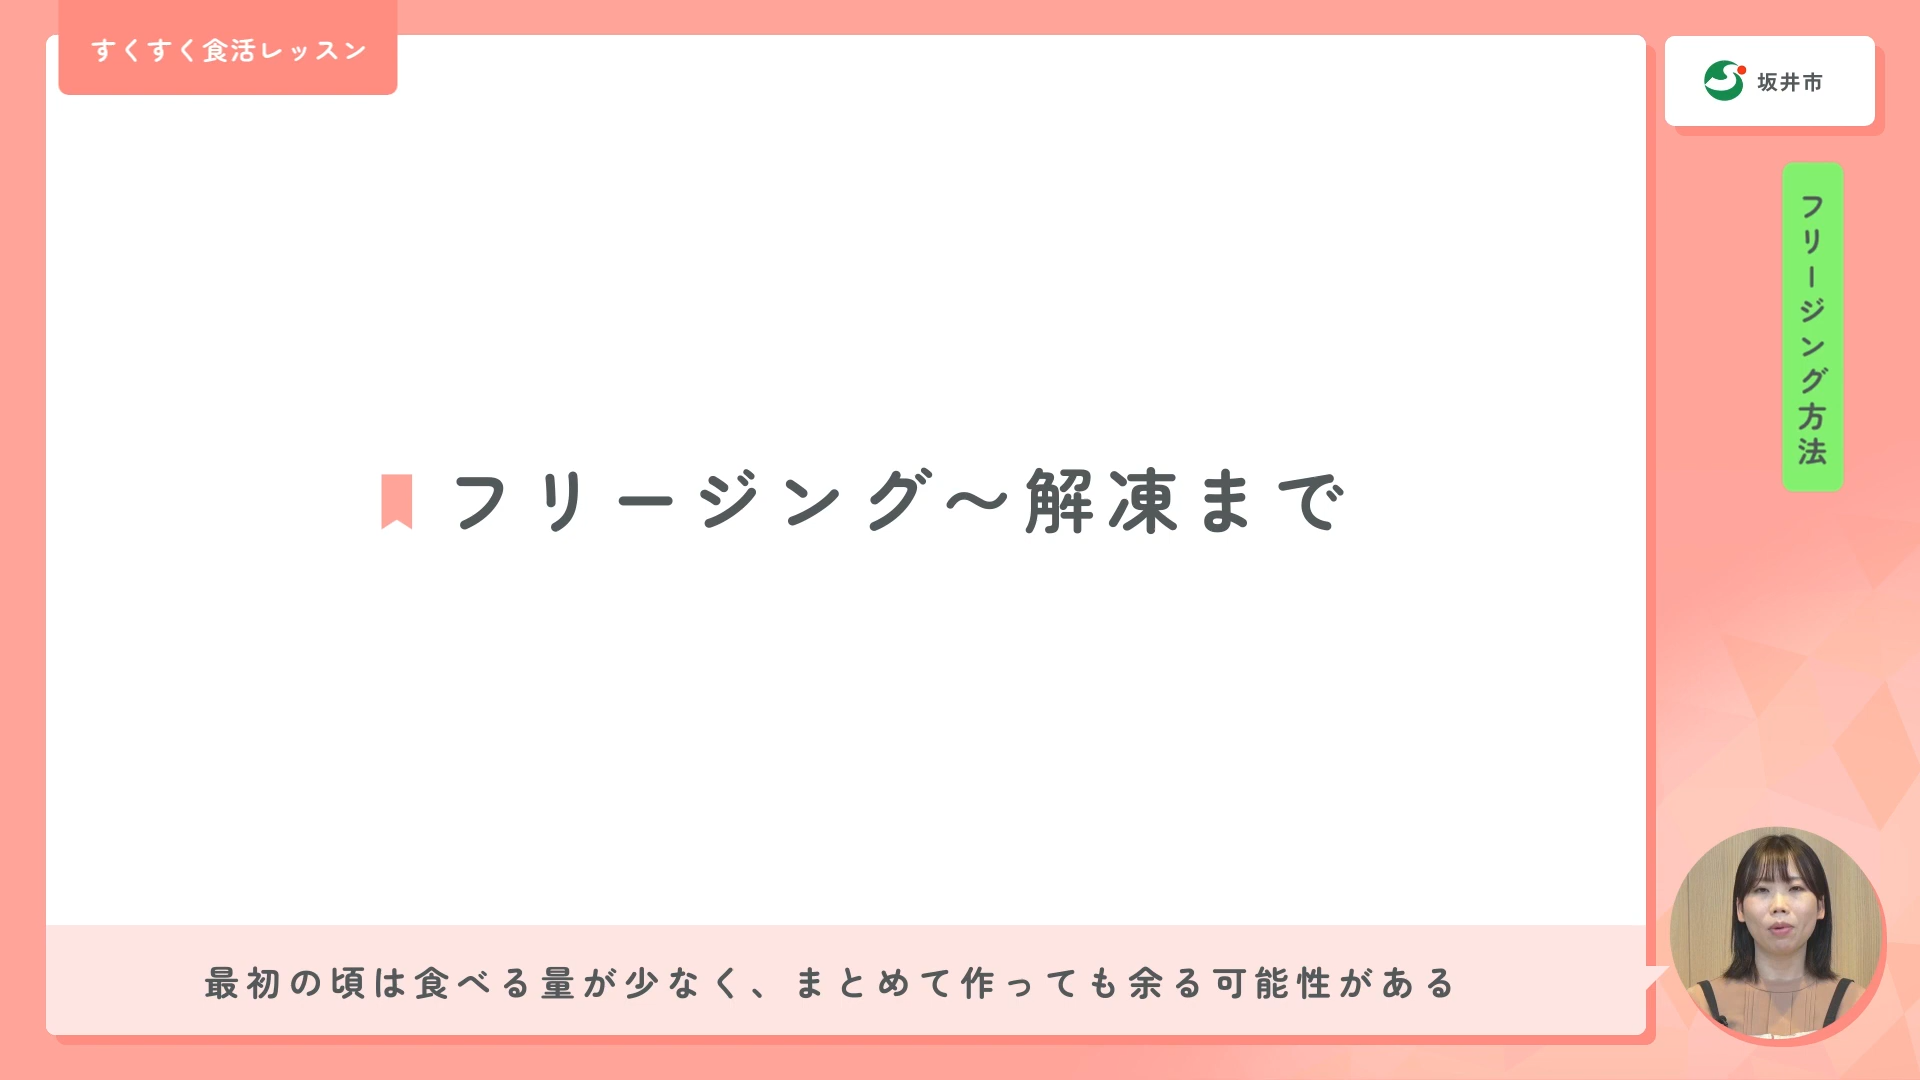 すくすく食活レッスン
坂井市
フリージング方法
フリージング～解凍まで
最初の頃は食べる量が少なく、まとめて作っても余る可能性がある